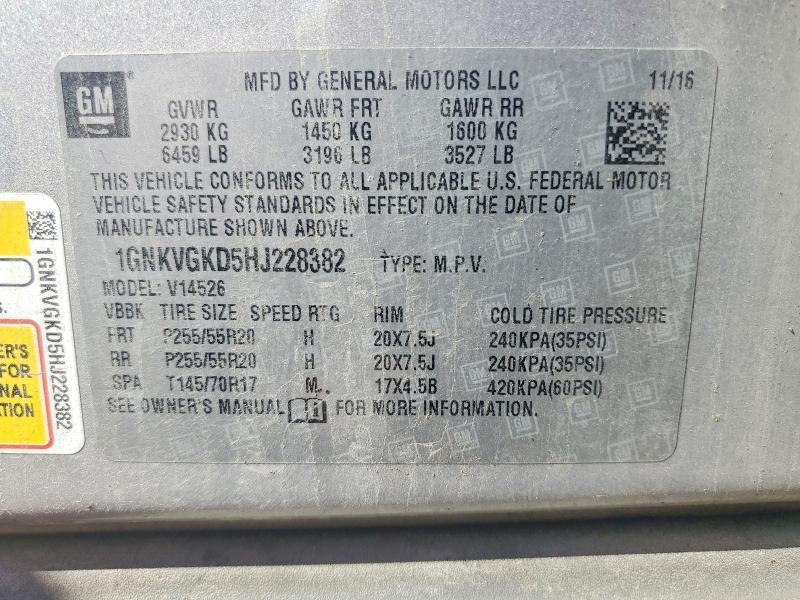 GM
®
MFD BY GENERAL MOTORS LLC 11/16
GVWR GAWR FRT GAWR RR
2930 KG 1450 KG 1600 KG
6459 LB 3196 LB 3527 LB
THIS VEHICLE CONFORMS TO ALL APPLICABLE U.S. FEDERAL MOTOR
VEHICLE SAFETY STANDARDS IN EFFECT ON THE DATE OF
MANUFACTURE SHOWN ABOVE.
1GNKVGKD5HJ228382 TYPE: M.P.V.
MODEL: V14526
VBBK TIRE SIZE SPEED RTG RIM COLD TIRE PRESSURE
FRT P255/55R20 H 20X7.5J 240KPA(35PSI)
RR P255/55R20 H 20X7.5J 240KPA(35PSI)
SPA T145/70R17 M 17X4.5B 420KPA(60PSI)
SEE OWNER'S MANUAL FOR MORE INFORMATION.
1GNKVGKD5HJ228382
ER'S
FOR
NAL
ATION